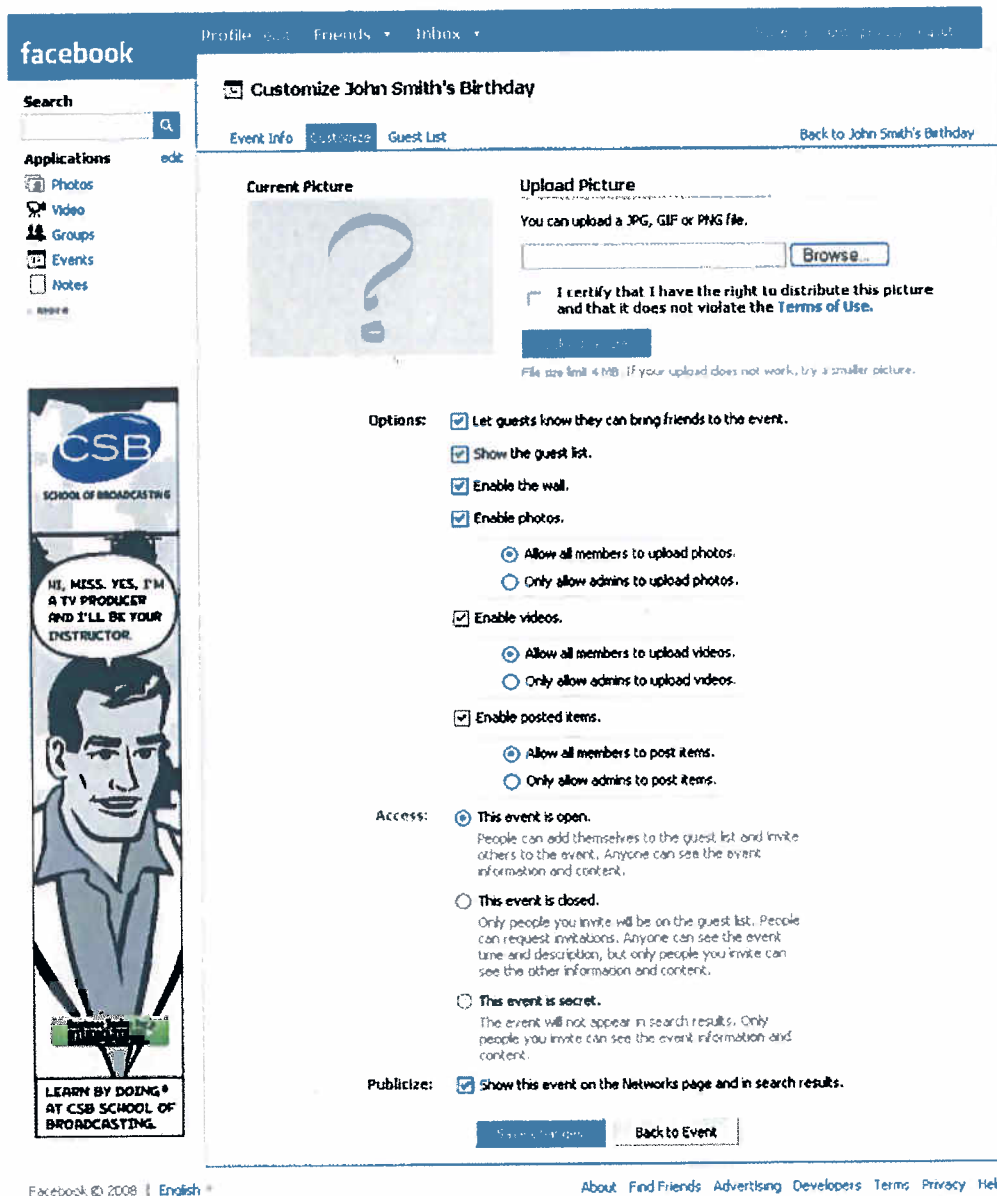 facebook
Profile edit Friends Inbox
Search
Applications edit
Photos
Video
Groups
Events
Notes
more
CSB
SCHOOL OF BROADCASTING
HI, MISS. YES, I'M
A TV PRODUCER
AND I'LL BE YOUR
INSTRUCTOR.
LEARN BY DOING®
AT CSB SCHOOL OF
BROADCASTING.
Customize John Smith's Birthday
Event Info Customize Guest List Back to John Smith's Birthday
Current Picture
Upload Picture
You can upload a JPG, GIF or PNG file.
Browse...
I certify that I have the right to distribute this picture
and that it does not violate the Terms of Use.
File size limit 4 MB. If your upload does not work, try a smaller picture.
Options: Let guests know they can bring friends to the event.
Show the guest list.
Enable the wall.
Enable photos.
Allow all members to upload photos.
Only allow admins to upload photos.
Enable videos.
Allow all members to upload videos.
Only allow admins to upload videos.
Enable posted items.
Allow all members to post items.
Only allow admins to post items.
Access: This event is open.
People can add themselves to the guest list and invite
others to the event. Anyone can see the event
information and content.
This event is closed.
Only people you invite will be on the guest list. People
can request invitations. Anyone can see the event
time and description, but only people you invite can
see the other information and content.
This event is secret.
The event will not appear in search results. Only
people you invite can see the event information and
content.
Publicize: Show this event on the Networks page and in search results.
Save Changes Back to Event
Facebook © 2008 | English
About Find Friends Advertising Developers Terms Privacy Hel